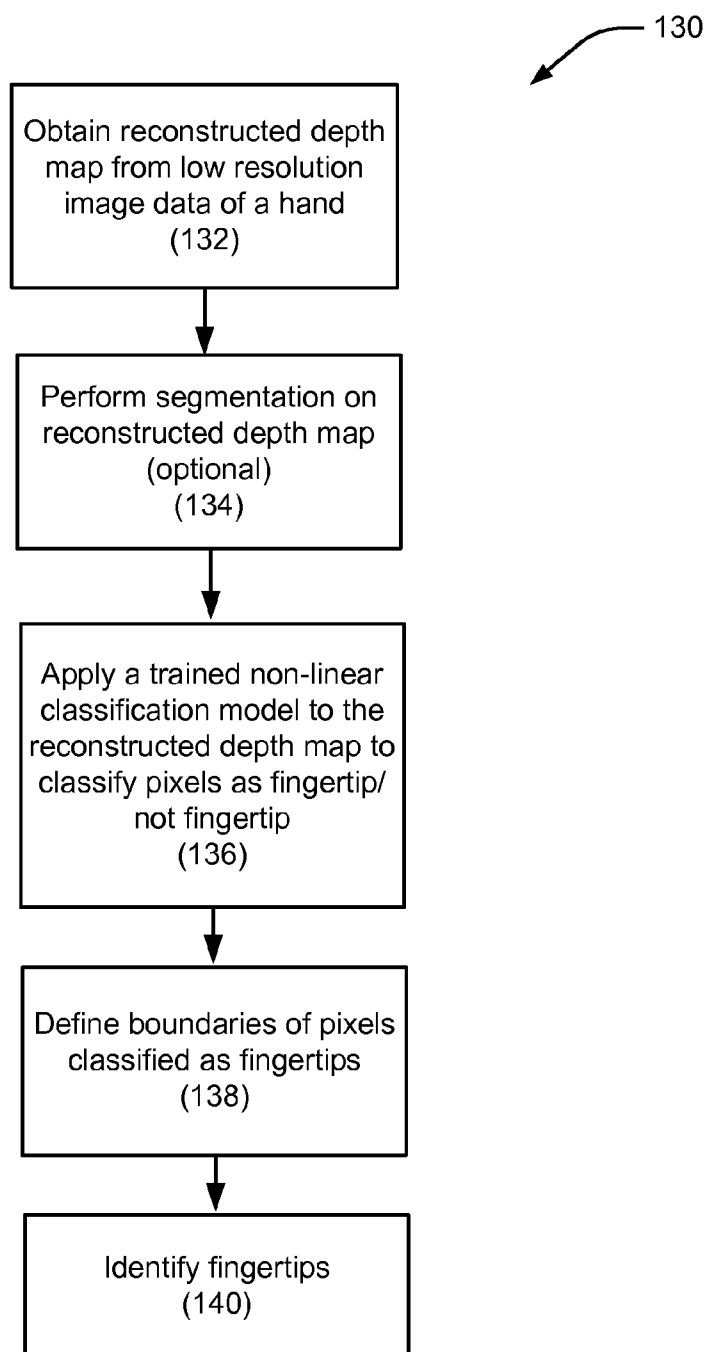 130
Obtain reconstructed depth
map from low resolution
image data of a hand
(132)
Perform segmentation on
reconstructed depth map
(optional)
(134)
Apply a trained non-linear
classification model to the
reconstructed depth map to
classify pixels as fingertip/
not fingertip
(136)
Define boundaries of pixels
classified as fingertips
(138)
Identify fingertips
(140)